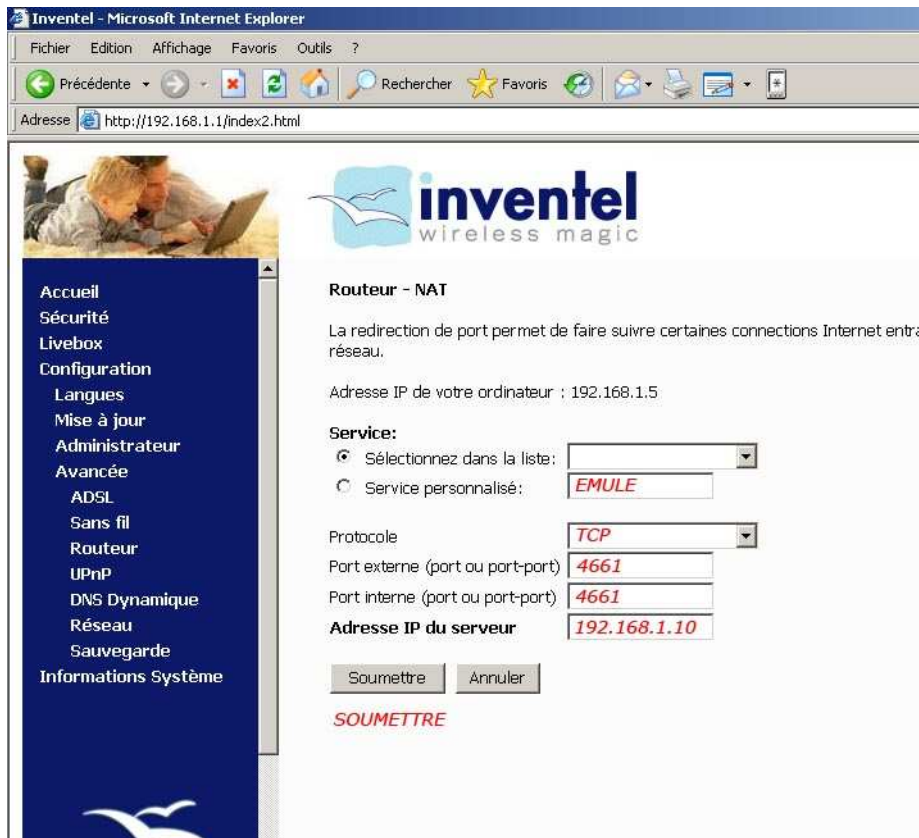 Inventel - Microsoft Internet Explorer
Fichier Edition Affichage Favoris Outils ?
Précédente Rechercher Favoris
Adresse http://192.168.1.1/index2.html
inventel
wireless magic
Accueil
Sécurité
Livebox
Configuration
Langues
Mise à jour
Administrateur
Avancée
ADSL
Sans fil
Routeur
UPnP
DNS Dynamique
Réseau
Sauvegarde
Informations Système
Routeur - NAT
La redirection de port permet de faire suivre certaines connections Internet entra
réseau.
Adresse IP de votre ordinateur : 192.168.1.5
Service:
Sélectionnez dans la liste:
Service personnalisé: EMULE
Protocole TCP
Port externe (port ou port-port) 4661
Port interne (port ou port-port) 4661
Adresse IP du serveur 192.168.1.10
Soumettre Annuler
SOUMETTRE